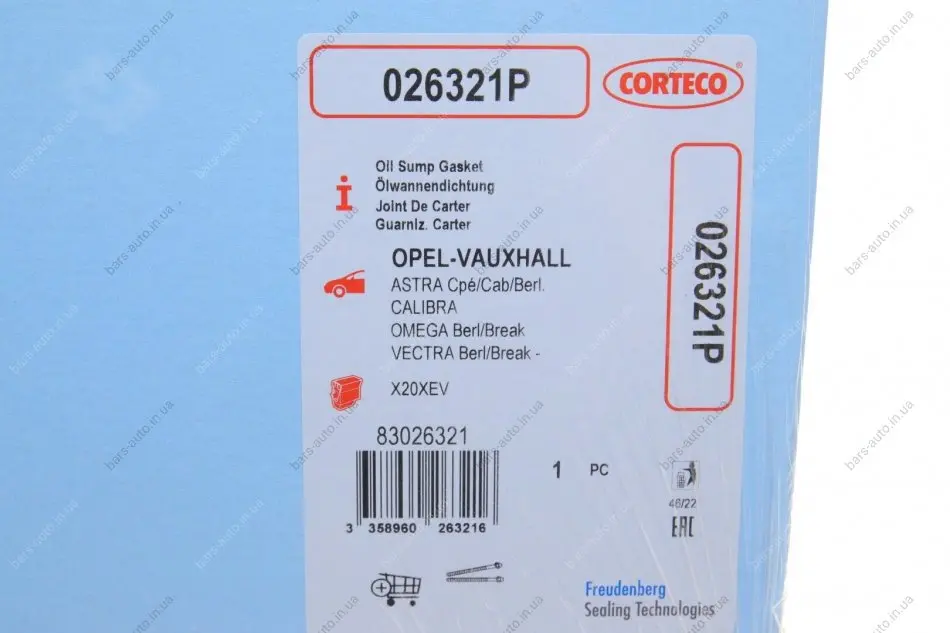 026321P
CORTECO®
Oil Sump Gasket
Ölwannendichtung
Joint De Carter
Guarniz. Carter
OPEL-VAUXHALL
ASTRA Cpé/Cab/Berl.
CALIBRA
OMEGA Berl/Break
VECTRA Berl/Break -
X20XEV
026321P
83026321
3 358960 263216
1 PC
46/22
EAC
Freudenberg
Sealing Technologies
bars-auto.in.ua